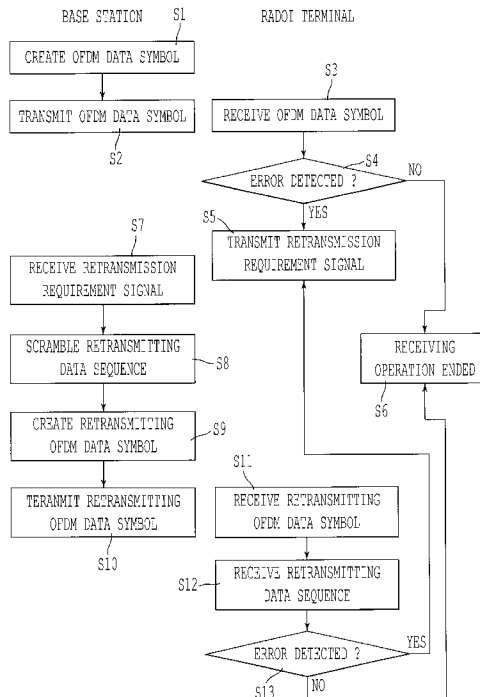 BASE STATION
RADOI TERMINAL
S1
CREATE OFDM DATA SYMBOL
TRANSMIT OFDM DATA SYMBOL
S2
S3
RECEIVE OFDM DATA SYMBOL
S4
ERROR DETECTED ?
NO
YES
S5
TRANSMIT RETRANSMISSION
REQUIREMENT SIGNAL
S7
RECEIVE RETRANSMISSION
REQUIREMENT SIGNAL
SCRAMBLE RETRANSMITTING
DATA SEQUENCE
S8
RECEIVING
OPERATION ENDED
S6
CREATE RETRANSMITTING
OFDM DATA SYMBOL
S9
TERANMIT RETRANSMITTING
OFDM DATA SYMBOL
S10
S11
RECEIVE RETRANSMITTING
OFDM DATA SYMBOL
S12
RECEIVE RETRANSMITTING
DATA SEQUENCE
ERROR DETECTED ?
YES
S13
NO